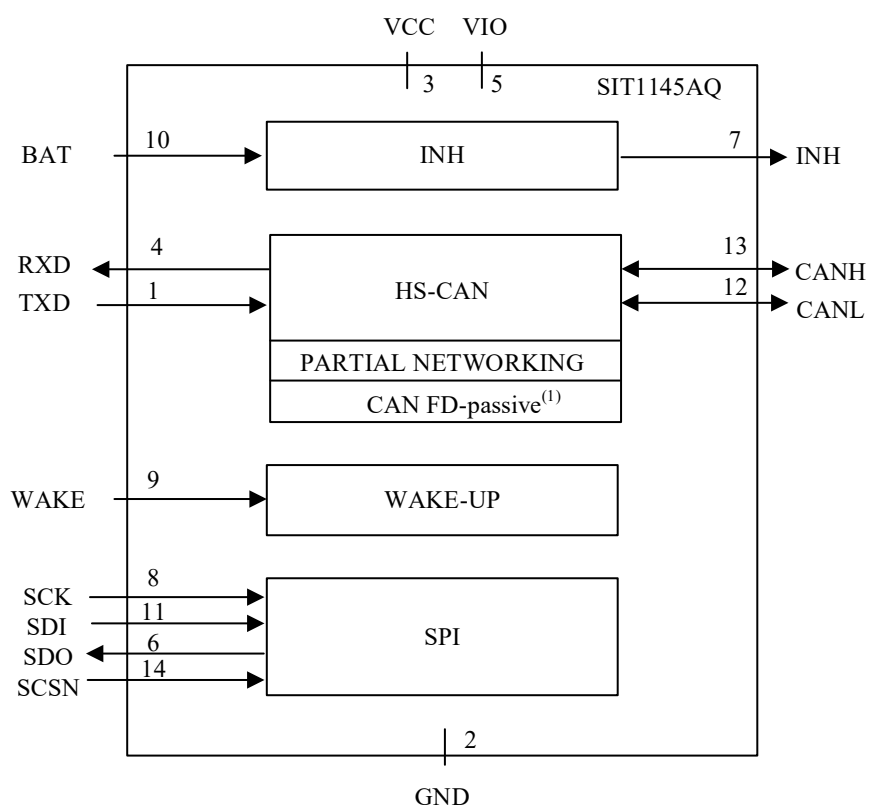 VCC VIO
3 5 SIT1145AQ
BAT 10 INH 7 INH
RXD 4 HS-CAN 13 CANH
TXD 1 12 CANL
PARTIAL NETWORKING
CAN FD-passive(1)
WAKE 9 WAKE-UP
SCK 8 SPI
SDI 11
SDO 6
SCSN 14
2
GND